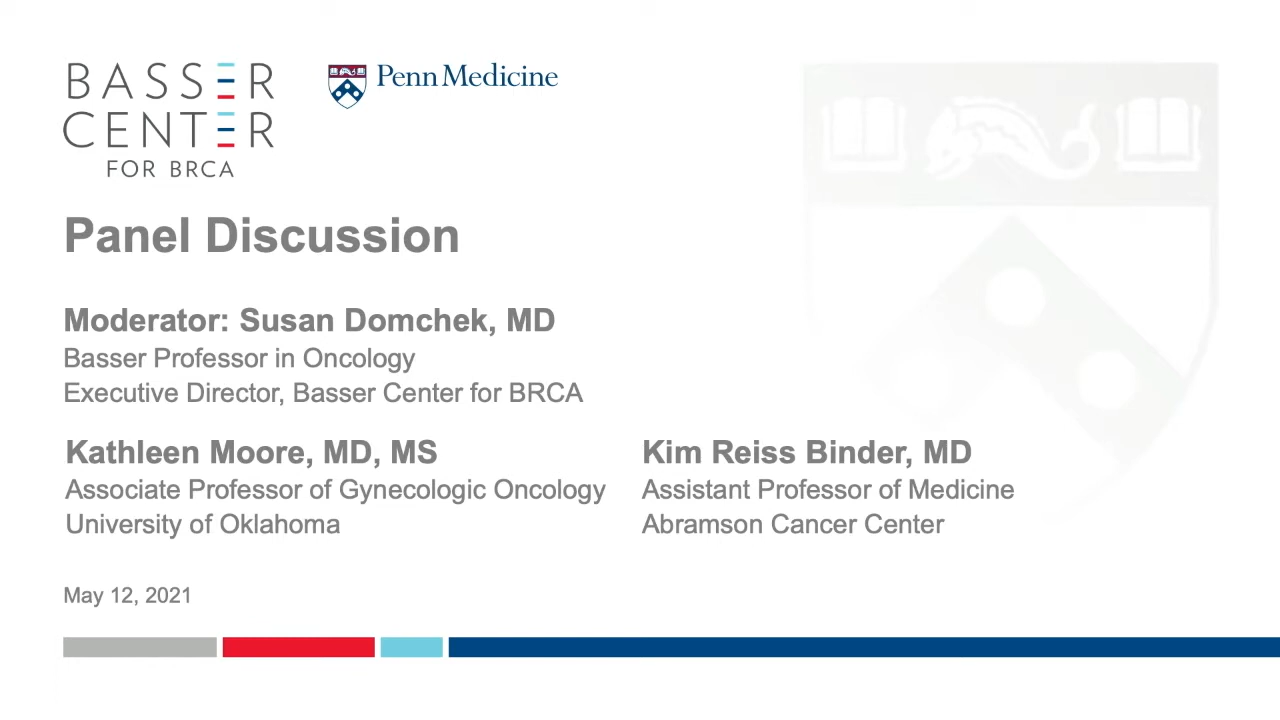 BASSER
CENTER
FOR BRCA
Penn Medicine
Panel Discussion
Moderator: Susan Domchek, MD
Basser Professor in Oncology
Executive Director, Basser Center for BRCA
Kathleen Moore, MD, MS
Associate Professor of Gynecologic Oncology
University of Oklahoma
Kim Reiss Binder, MD
Assistant Professor of Medicine
Abramson Cancer Center
May 12, 2021